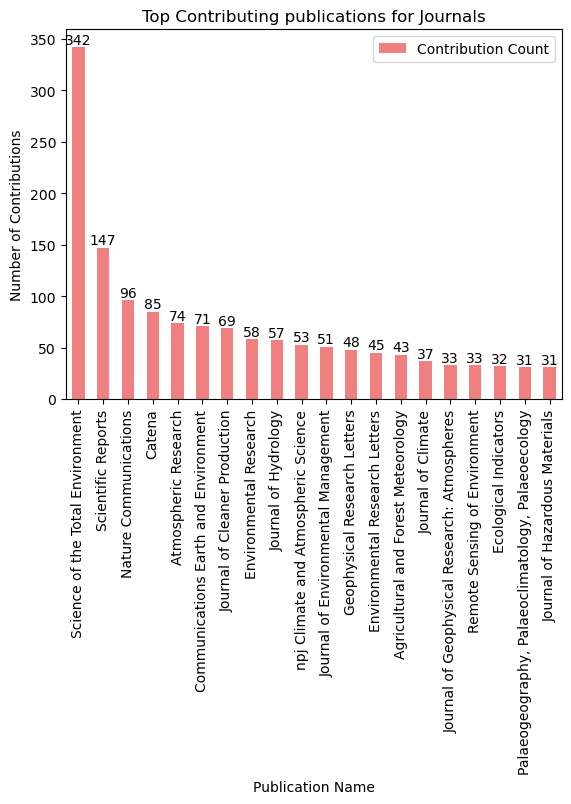 Top Contributing publications for Journals
Contribution Count
Number of Contributions
350
300
250
200
150
100
50
0
342
147
96
85
74
71
69
58
57
53
51
48
45
43
37
33
33
32
31
31
Science of the Total Environment
Scientific Reports
Nature Communications
Catena
Atmospheric Research
Communications Earth and Environment
Journal of Cleaner Production
Environmental Research
Journal of Hydrology
npj Climate and Atmospheric Science
Journal of Environmental Management
Geophysical Research Letters
Environmental Research Letters
Agricultural and Forest Meteorology
Journal of Climate
Journal of Geophysical Research: Atmospheres
Remote Sensing of Environment
Ecological Indicators
Palaeogeography, Palaeoclimatology, Palaeoecology
Journal of Hazardous Materials
Publication Name